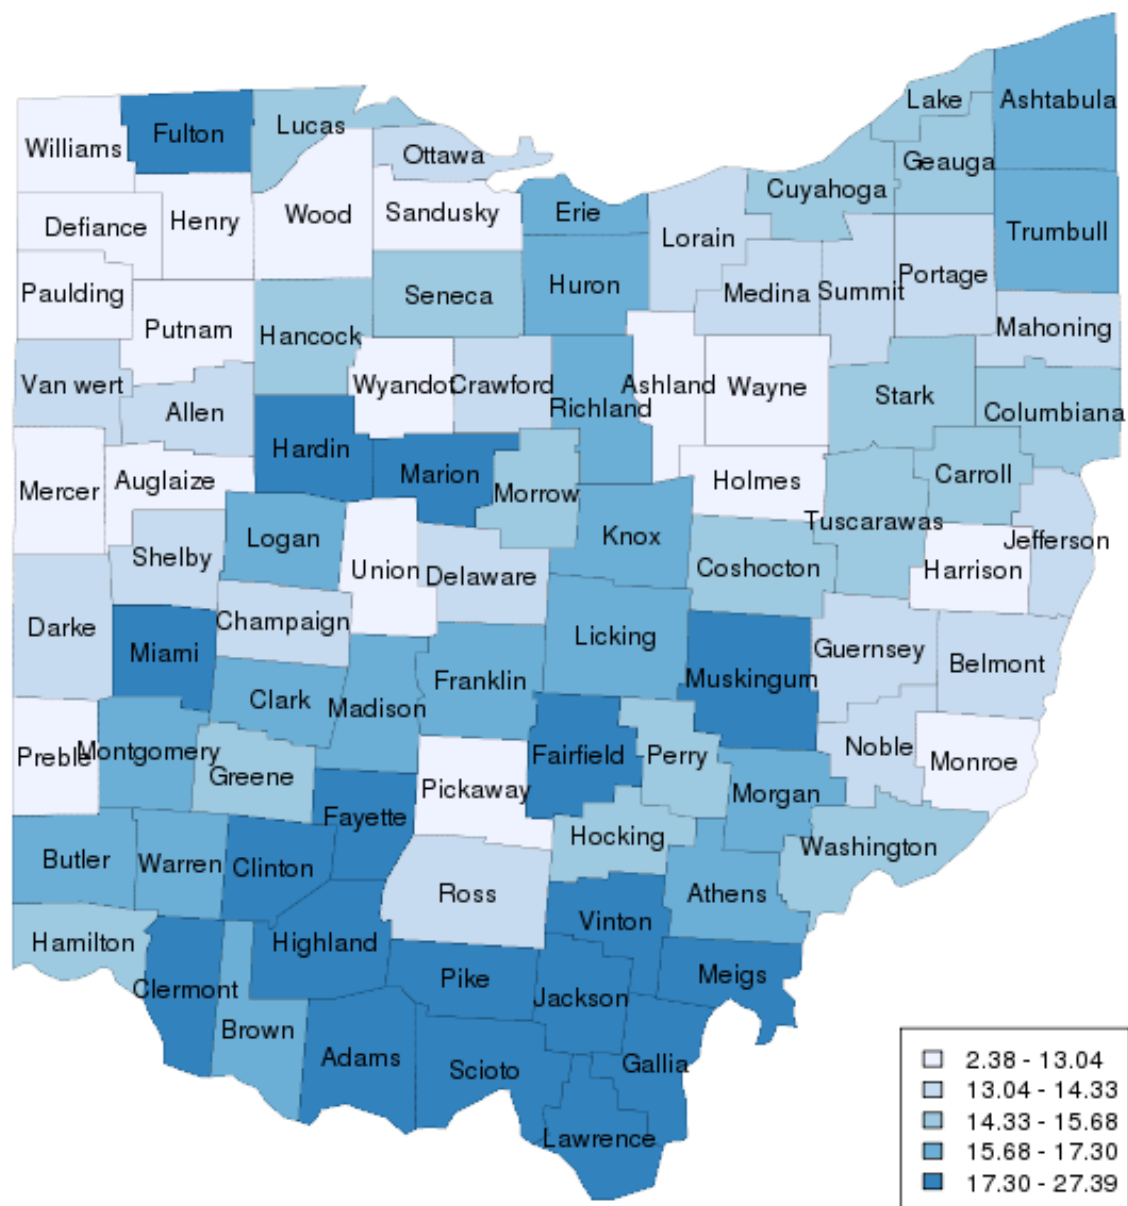 Lake
Ashtabula
Williams
Fulton
Lucas
Ottawa
Geauga
Cuyahoga
Defiance
Henry
Wood
Sandusky
Erie
Lorain
Trumbull
Paulding
Seneca
Huron
Medina
Summit
Portage
Putnam
Hancock
Mahoning
Van wert
Allen
Wyandot
Crawford
Richland
Ashland
Wayne
Stark
Columbiana
Mercer
Auglaize
Hardin
Marion
Morrow
Holmes
Carroll
Tuscarawas
Shelby
Logan
Union
Delaware
Knox
Coshocton
Harrison
Jefferson
Darke
Miami
Champaign
Licking
Guernsey
Belmont
Clark
Madison
Franklin
Muskingum
Preble
Montgomery
Greene
Pickaway
Fairfield
Perry
Morgan
Noble
Monroe
Fayette
Hocking
Washington
Butler
Warren
Clinton
Ross
Athens
Vinton
Hamilton
Highland
Pike
Jackson
Meigs
Clermont
Brown
Adams
Scioto
Gallia
Lawrence
2.38 - 13.04
13.04 - 14.33
14.33 - 15.68
15.68 - 17.30
17.30 - 27.39